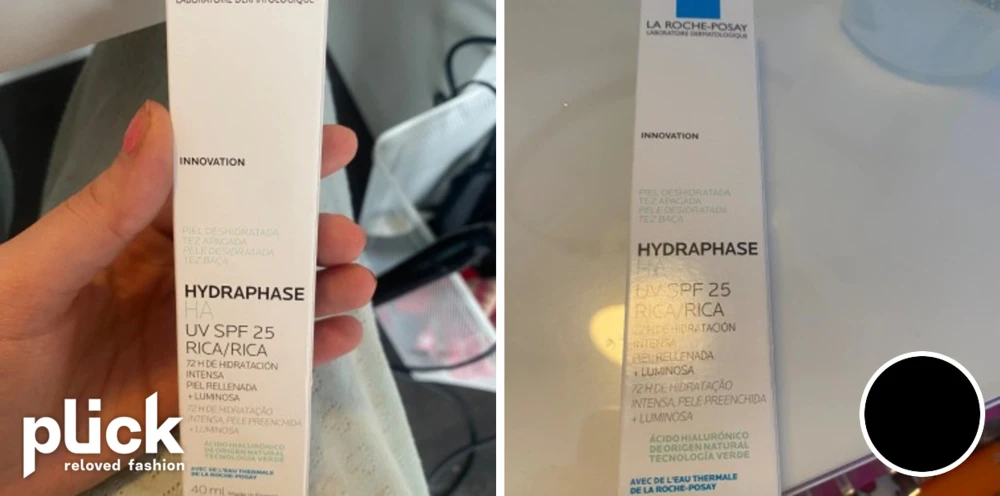 LABORATOIRE DERMATOLOGIQUE
INNOVATION
PIEL DESHIDRATADA
TEZ APAGADA
PELE DESIDRATADA
TEZ BAÇA
HYDRAPHASE
HA
UV SPF 25
RICA/RICA
72 H DE HIDRATACIÓN
INTENSA
PIEL RELLENADA
+ LUMINOSA
72 H DE HIDRATAÇÃO
INTENSA, PELE PREENCHIDA
+ LUMINOSA
ÁCIDO HIALURÓNICO
DE ORIGEN NATURAL
TECNOLOGÍA VERDE
AVEC DE L'EAU THERMALE
DE LA ROCHE-POSAY
40 mL
plick
reloved fashion
LA ROCHE-POSAY
LABORATOIRE DERMATOLOGIQUE
INNOVATION
PIEL DESHIDRATADA
TEZ APAGADA
PELE DESIDRATADA
TEZ BAÇA
HYDRAPHASE
HA
UV SPF 25
RICA/RICA
72 H DE HIDRATACIÓN
INTENSA
PIEL RELLENADA
+ LUMINOSA
72 H DE HIDRATAÇÃO
INTENSA, PELE PREENCHIDA
+ LUMINOSA
ÁCIDO HIALURÓNICO
DE ORIGEN NATURAL
TECNOLOGÍA VERDE
AVEC DE L'EAU THERMALE
DE LA ROCHE-POSAY